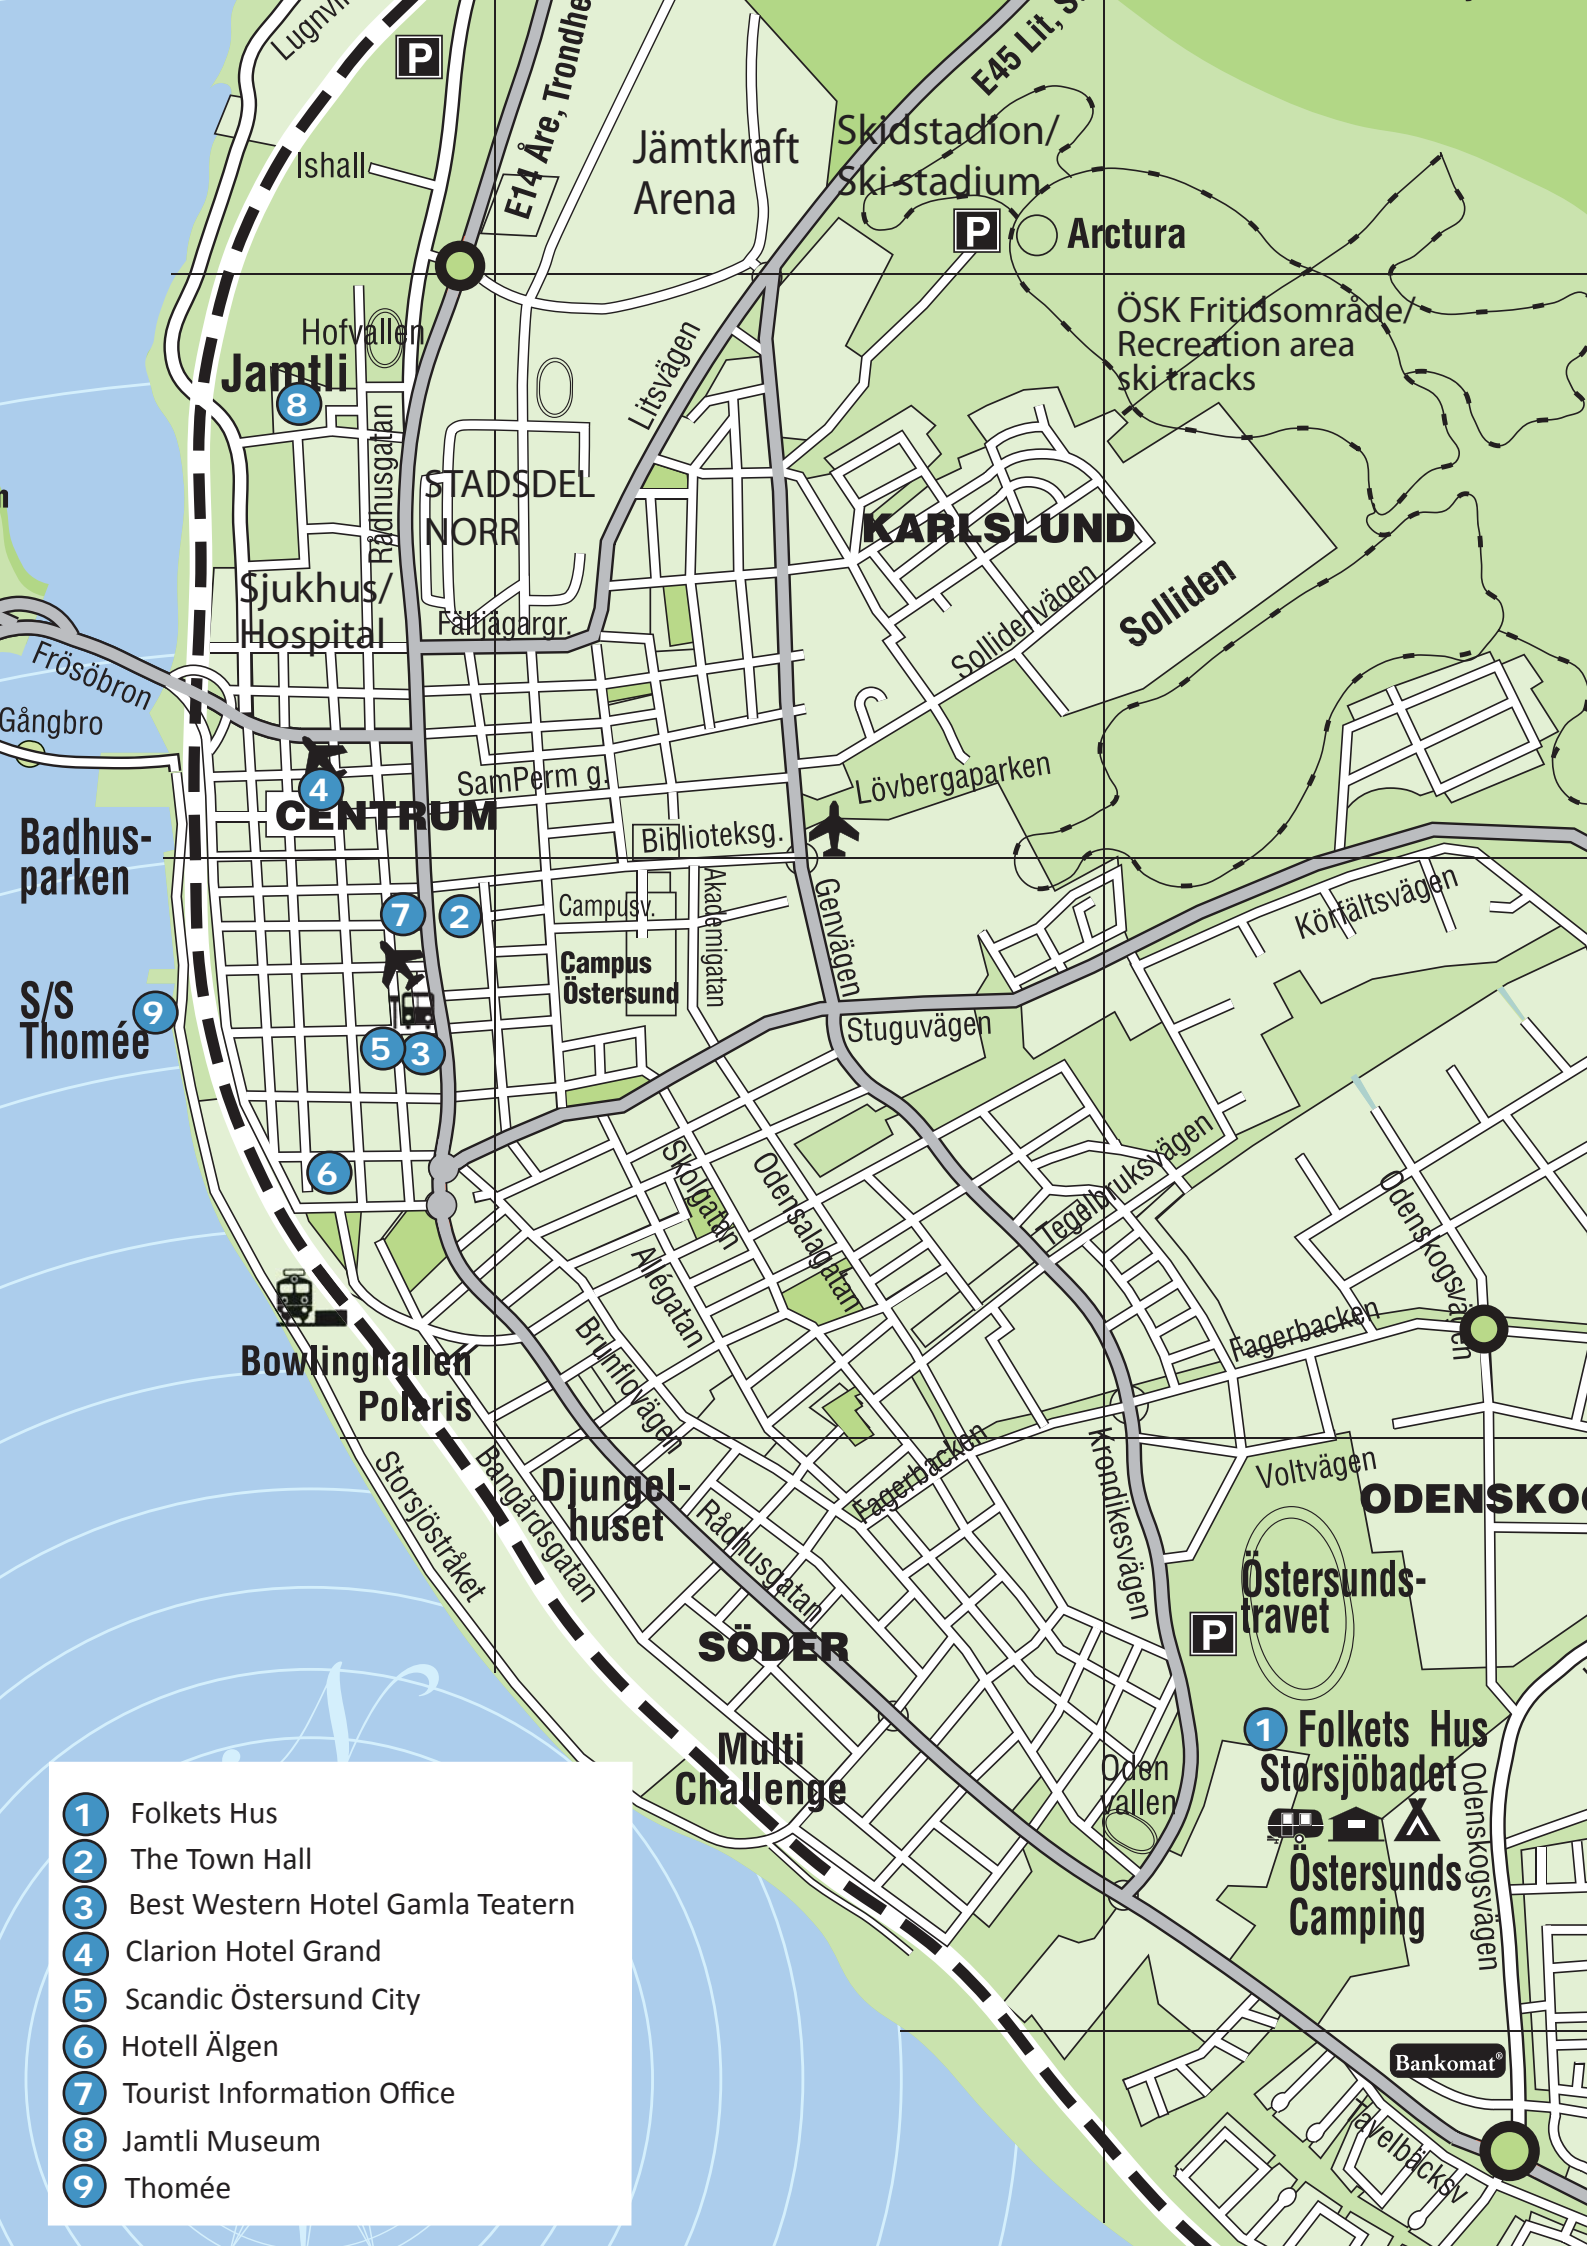 Lugnvi
P
E14 Åre, Trondhe
E45 Lit, S
Ishall
Jämtkraft
Arena
Skidstadion/
Ski stadium
P
Arctura
ÖSK Fritidsområde/
Recreation area
ski tracks
Hofvallen
Jamtli
8
Litsvägen
Rådhusgatan
STADSDEL
NORR
KARLSLUND
Solliden
Sollidenvägen
Sjukhus/
Hospital
Fältjägargr.
Frösöbron
Gångbro
4
CENTRUM
SamPerm g.
Lövbergaparken
Biblioteksg.
Badhus-
parken
7
2
Campusv.
Akademigatan
Genvägen
Körfältsvägen
Campus
Östersund
S/S
Thomée
9
5
3
Stuguvägen
6
Skolgatan
Odensalagatan
Tegelbruksvägen
Odenskogsvägen
Allégatan
Brunflovägen
Fagerbacken
Bowlinghallen
Polaris
Storsjöstråket
Bangårdsgatan
Djungel-
huset
Rådhusgatan
Fagerbacken
Krondikesvägen
Voltvägen
ODENSKO
Östersunds-
travet
P
SÖDER
1
Folkets Hus
Storsjöbadet
Multi
Challenge
Oden
vallen
Odenskogsvägen
Östersunds
Camping
Bankomat®
Tavelbäcksv
1 Folkets Hus
2 The Town Hall
3 Best Western Hotel Gamla Teatern
4 Clarion Hotel Grand
5 Scandic Östersund City
6 Hotell Älgen
7 Tourist Information Office
8 Jamtli Museum
9 Thomée